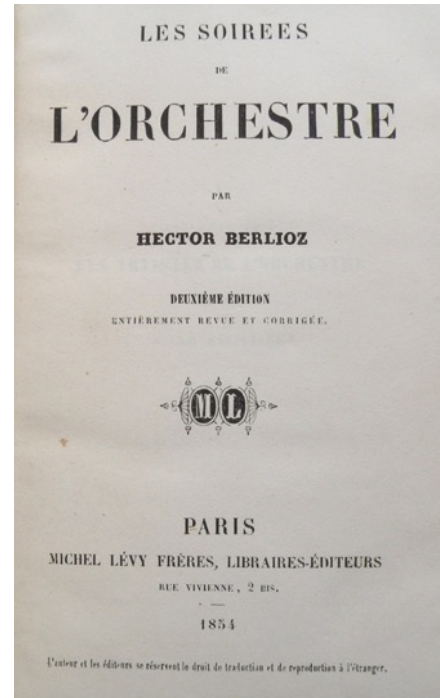 LES SOIREES
DE
L'ORCHESTRE
PAR
HECTOR BERLIOZ
DEUXIÈME ÉDITION
ENTIÈREMENT REVUE ET CORRIGÉE.
M L
PARIS
MICHEL LÉVY FRÈRES, LIBRAIRES-ÉDITEURS
RUE VIVIENNE, 2 BIS.
1854
L'auteur et les éditeurs se réservent le droit de traduction et de reproduction à l'étranger.